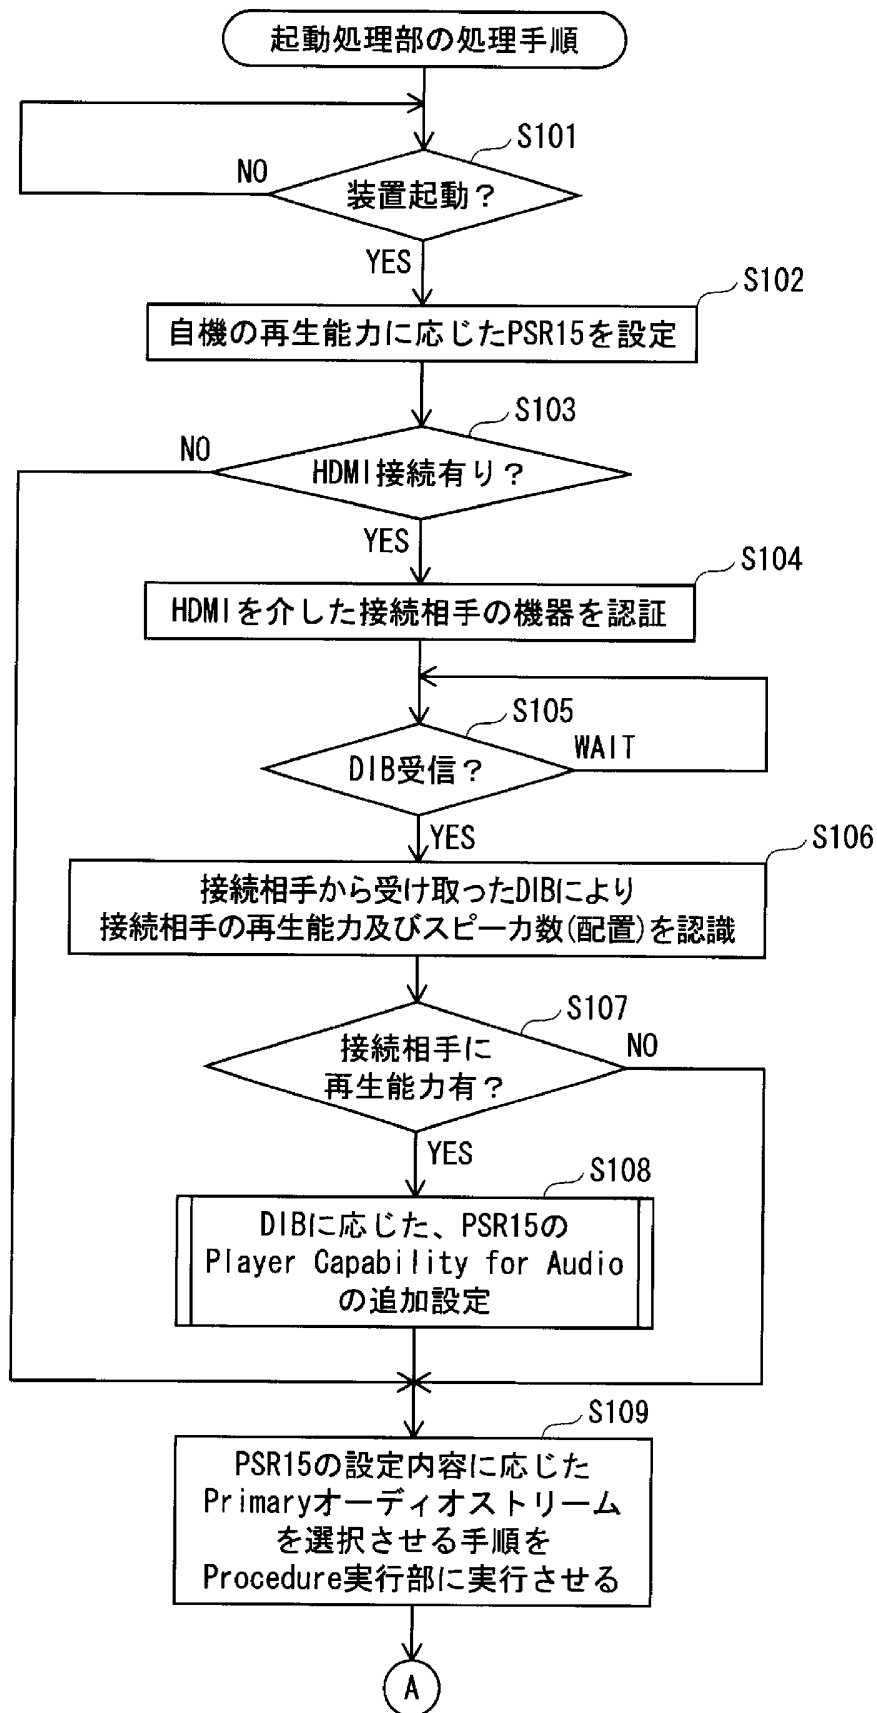 起動処理部の処理手順
S101
NO
装置起動？
YES
S102
自機の再生能力に応じたPSR15を設定
S103
NO
HDMI接続有り？
YES
S104
HDMIを介した接続相手の機器を認証
S105
DIB受信？
WAIT
YES
S106
接続相手から受け取ったDIBにより
接続相手の再生能力及びスピーカ数(配置)を認識
S107
接続相手に
再生能力有？
NO
YES
S108
DIBに応じた、PSR15の
Player Capability for Audio
の追加設定
S109
PSR15の設定内容に応じた
Primaryオーディオストリーム
を選択させる手順を
Procedure実行部に実行させる
A